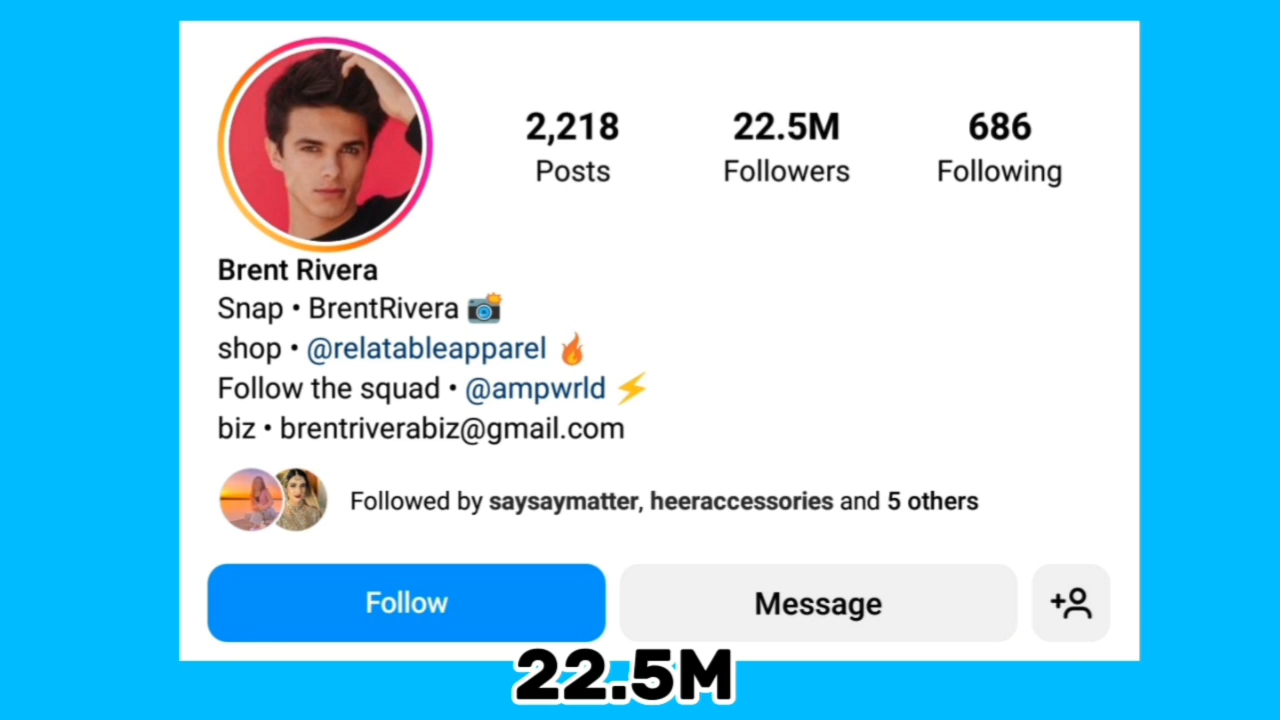 2,218 22.5M 686
Posts Followers Following
Brent Rivera
Snap • BrentRivera 📸
shop • @relatableapparel 🔥
Follow the squad • @ampwrld ⚡
biz • brentriverabiz@gmail.com
Followed by saysaymatter, heeraccessories and 5 others
Follow Message
22.5M